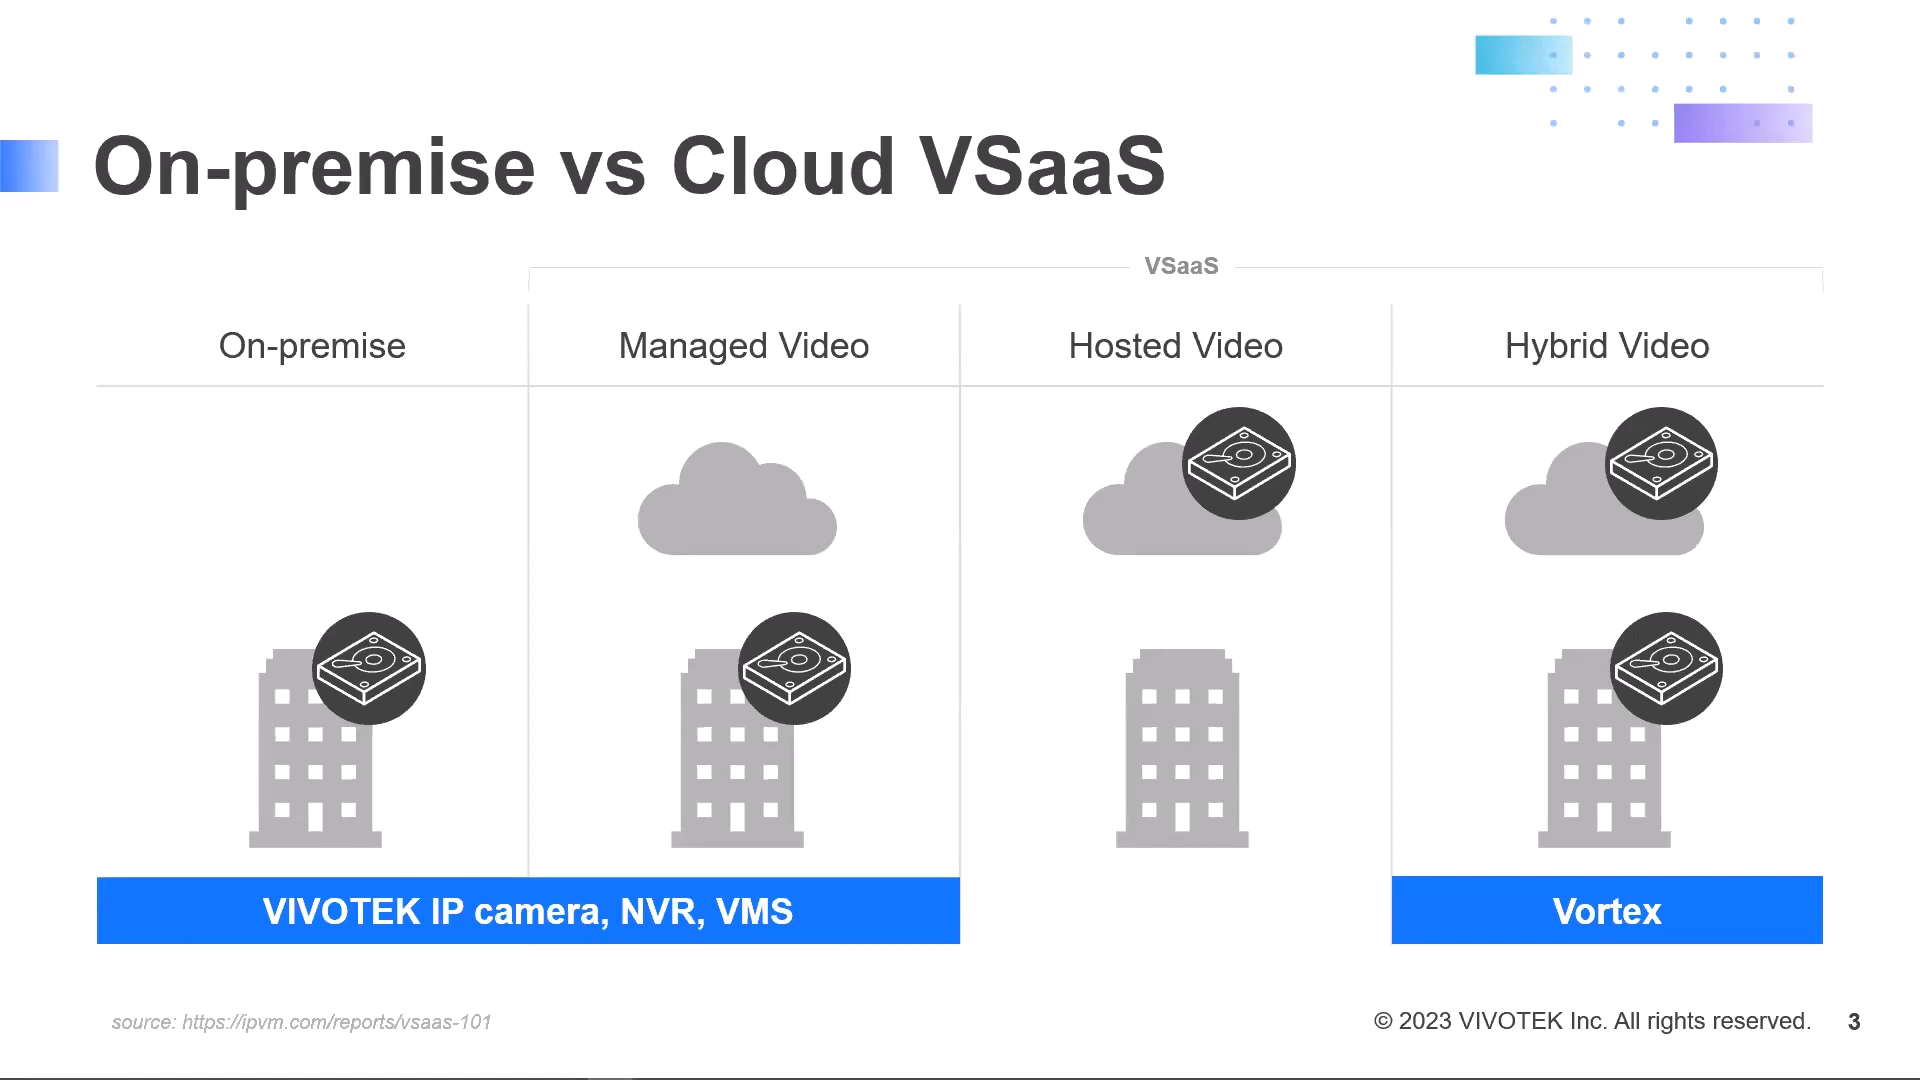 On-premise vs Cloud VSaaS
VSaaS
On-premise
Managed Video
Hosted Video
Hybrid Video
VIVOTEK IP camera, NVR, VMS
Vortex
source: https://ipvm.com/reports/vsaas-101
© 2023 VIVOTEK Inc. All rights reserved.
3